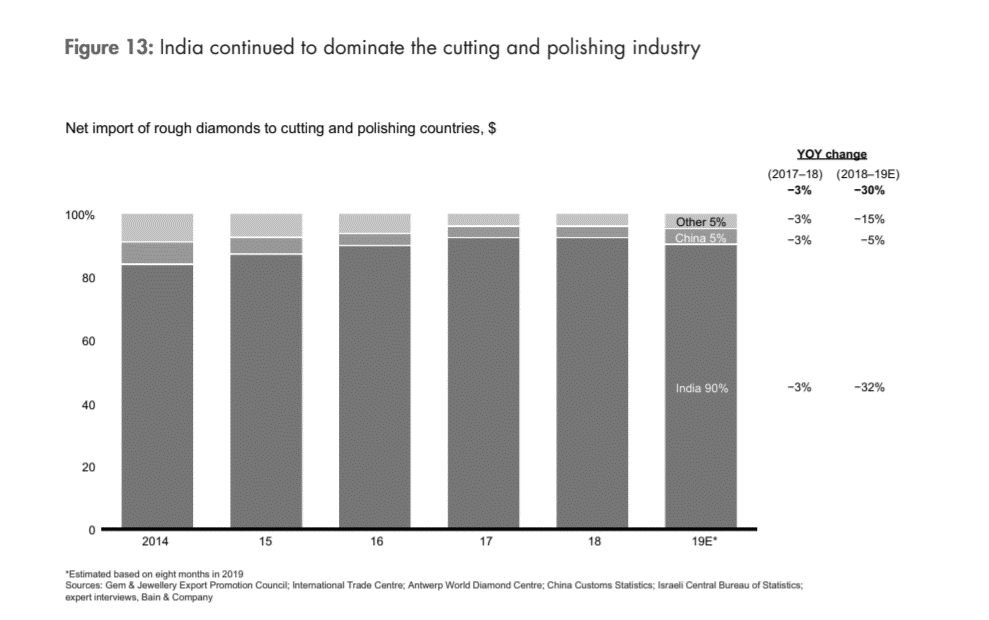 Figure 13: India continued to dominate the cutting and polishing industry
Net import of rough diamonds to cutting and polishing countries, $
YOY change
(2017–18) (2018–19E)
−3% −30%
100%
Other 5% −3% −15%
China 5% −3% −5%
80
60
India 90% −3% −32%
40
20
0
2014 15 16 17 18 19E*
*Estimated based on eight months in 2019
Sources: Gem & Jewellery Export Promotion Council; International Trade Centre; Antwerp World Diamond Centre; China Customs Statistics; Israeli Central Bureau of Statistics;
expert interviews, Bain & Company